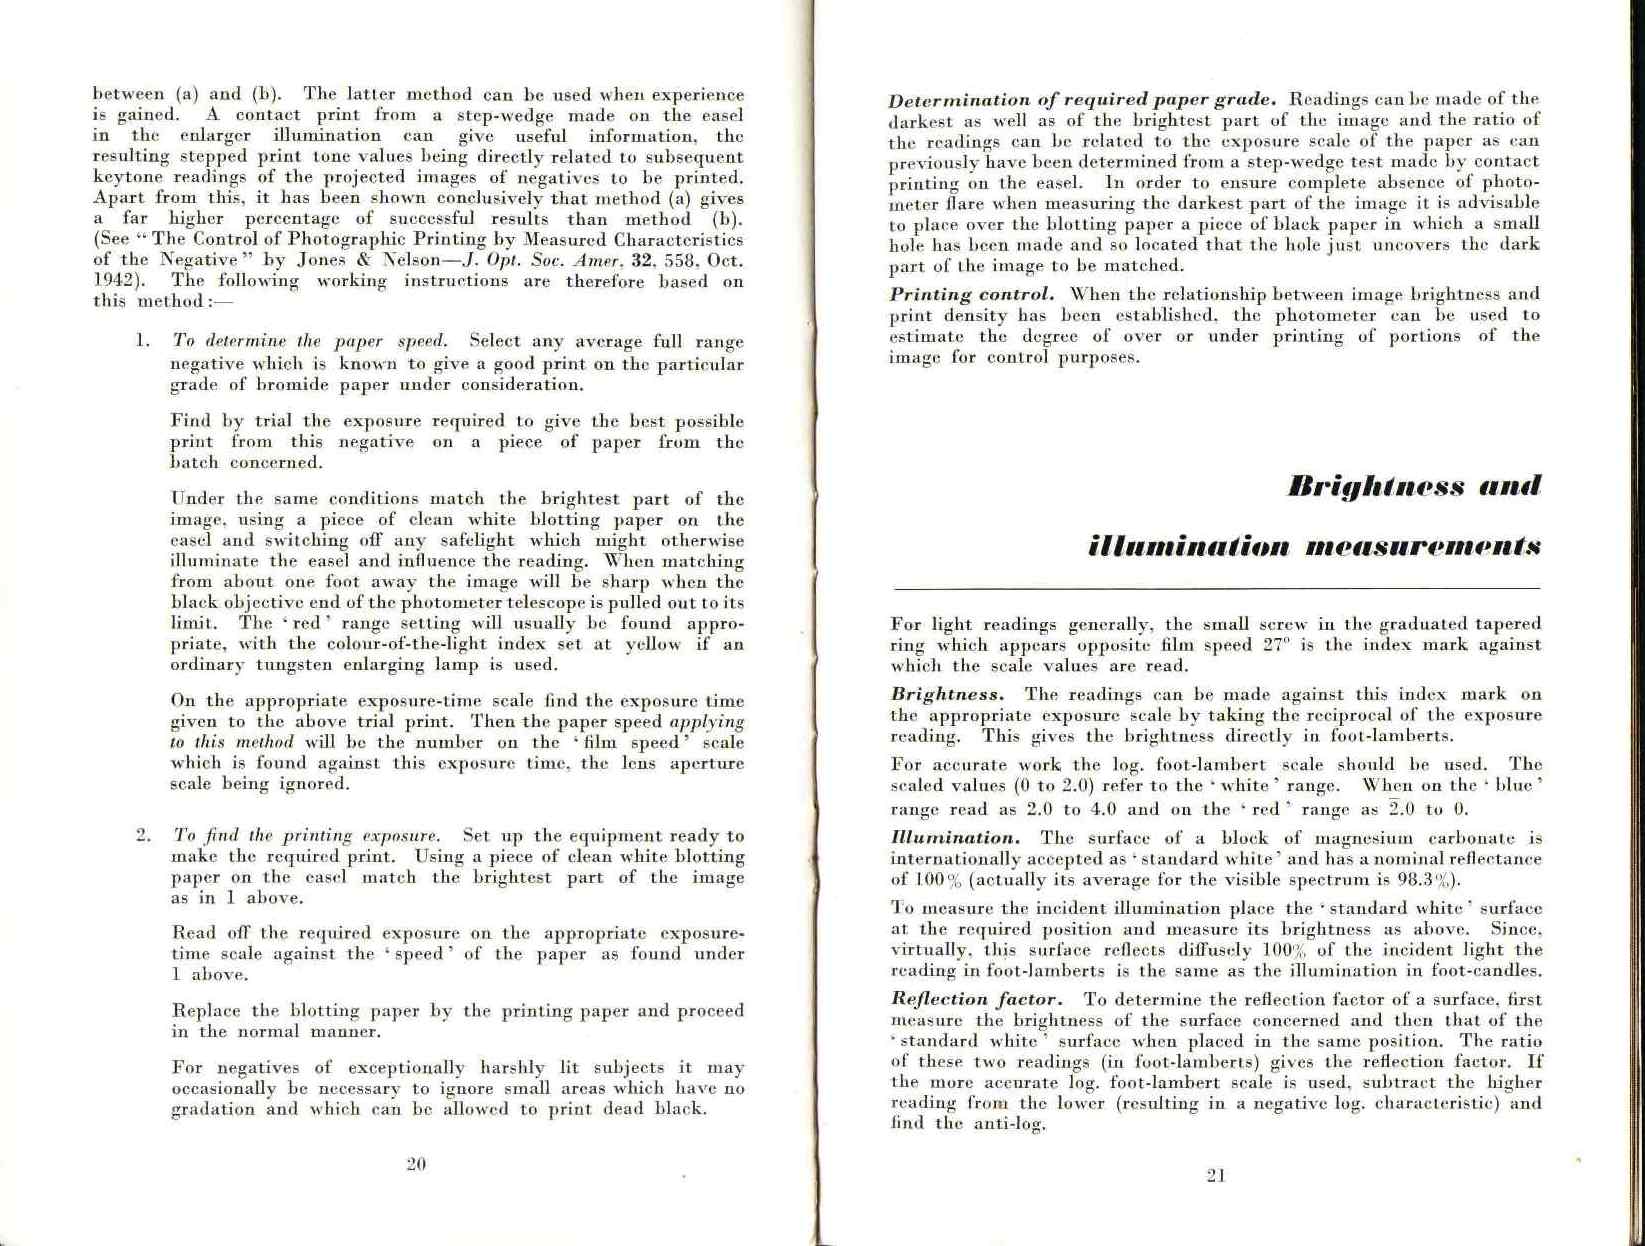 between (a) and (b). The latter method can be used when experience
is gained. A contact print from a step-wedge made on the easel
in the enlarger illumination can give useful information, the
resulting stepped print tone values being directly related to subsequent
keytone readings of the projected images of negatives to be printed.
Apart from this, it has been shown conclusively that method (a) gives
a far higher percentage of successful results than method (b).
(See “ The Control of Photographic Printing by Measured Characteristics
of the Negative ” by Jones & Nelson—J. Opt. Soc. Amer. 32, 558, Oct.
1942). The following working instructions are therefore based on
this method :—
1. To determine the paper speed. Select any average full range
negative which is known to give a good print on the particular
grade of bromide paper under consideration.
Find by trial the exposure required to give the best possible
print from this negative on a piece of paper from the
batch concerned.
Under the same conditions match the brightest part of the
image, using a piece of clean white blotting paper on the
easel and switching off any safelight which might otherwise
illuminate the easel and influence the reading. When matching
from about one foot away the image will be sharp when the
black objective end of the photometer telescope is pulled out to its
limit. The ‘ red ’ range setting will usually be found appro-
priate, with the colour-of-the-light index set at yellow if an
ordinary tungsten enlarging lamp is used.
On the appropriate exposure-time scale find the exposure time
given to the above trial print. Then the paper speed applying
to this method will be the number on the ‘ film speed ’ scale
which is found against this exposure time, the lens aperture
scale being ignored.
2. To find the printing exposure. Set up the equipment ready to
make the required print. Using a piece of clean white blotting
paper on the easel match the brightest part of the image
as in 1 above.
Read off the required exposure on the appropriate exposure-
time scale against the ‘ speed ’ of the paper as found under
1 above.
Replace the blotting paper by the printing paper and proceed
in the normal manner.
For negatives of exceptionally harshly lit subjects it may
occasionally be necessary to ignore small areas which have no
gradation and which can be allowed to print dead black.
20
Determination of required paper grade. Readings can be made of the
darkest as well as of the brightest part of the image and the ratio of
the readings can be related to the exposure scale of the paper as can
previously have been determined from a step-wedge test made by contact
printing on the easel. In order to ensure complete absence of photo-
meter flare when measuring the darkest part of the image it is advisable
to place over the blotting paper a piece of black paper in which a small
hole has been made and so located that the hole just uncovers the dark
part of the image to be matched.
Printing control. When the relationship between image brightness and
print density has been established, the photometer can be used to
estimate the degree of over or under printing of portions of the
image for control purposes.
Brightness and
illumination measurements
For light readings generally, the small screw in the graduated tapered
ring which appears opposite film speed 27° is the index mark against
which the scale values are read.
Brightness. The readings can be made against this index mark on
the appropriate exposure scale by taking the reciprocal of the exposure
reading. This gives the brightness directly in foot-lamberts.
For accurate work the log. foot-lambert scale should be used. The
scaled values (0 to 2.0) refer to the ‘ white ’ range. When on the ‘ blue ’
range read as 2.0 to 4.0 and on the ‘ red ’ range as 2̅.0 to 0.
Illumination. The surface of a block of magnesium carbonate is
internationally accepted as ‘ standard white ’ and has a nominal reflectance
of 100% (actually its average for the visible spectrum is 98.3%).
To measure the incident illumination place the ‘ standard white ’ surface
at the required position and measure its brightness as above. Since,
virtually, this surface reflects diffusely 100% of the incident light the
reading in foot-lamberts is the same as the illumination in foot-candles.
Reflection factor. To determine the reflection factor of a surface, first
measure the brightness of the surface concerned and then that of the
‘ standard white ’ surface when placed in the same position. The ratio
of these two readings (in foot-lamberts) gives the reflection factor. If
the more accurate log. foot-lambert scale is used, subtract the higher
reading from the lower (resulting in a negative log. characteristic) and
find the anti-log.
21